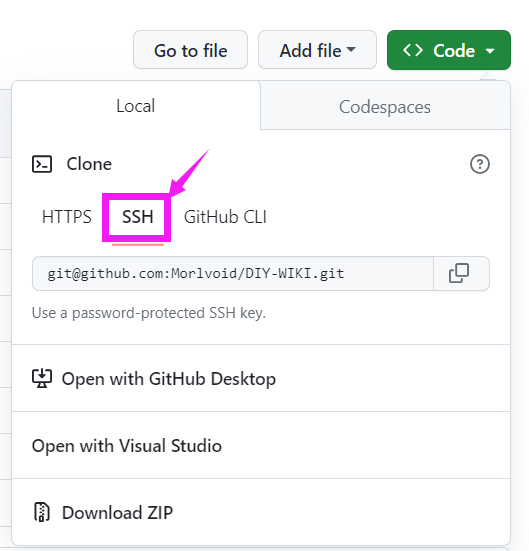 Go to file Add file <> Code
Local Codespaces
Clone
HTTPS SSH GitHub CLI
git@github.com:Morlvoid/DIY-WIKI.git
Use a password-protected SSH key.
Open with GitHub Desktop
Open with Visual Studio
Download ZIP